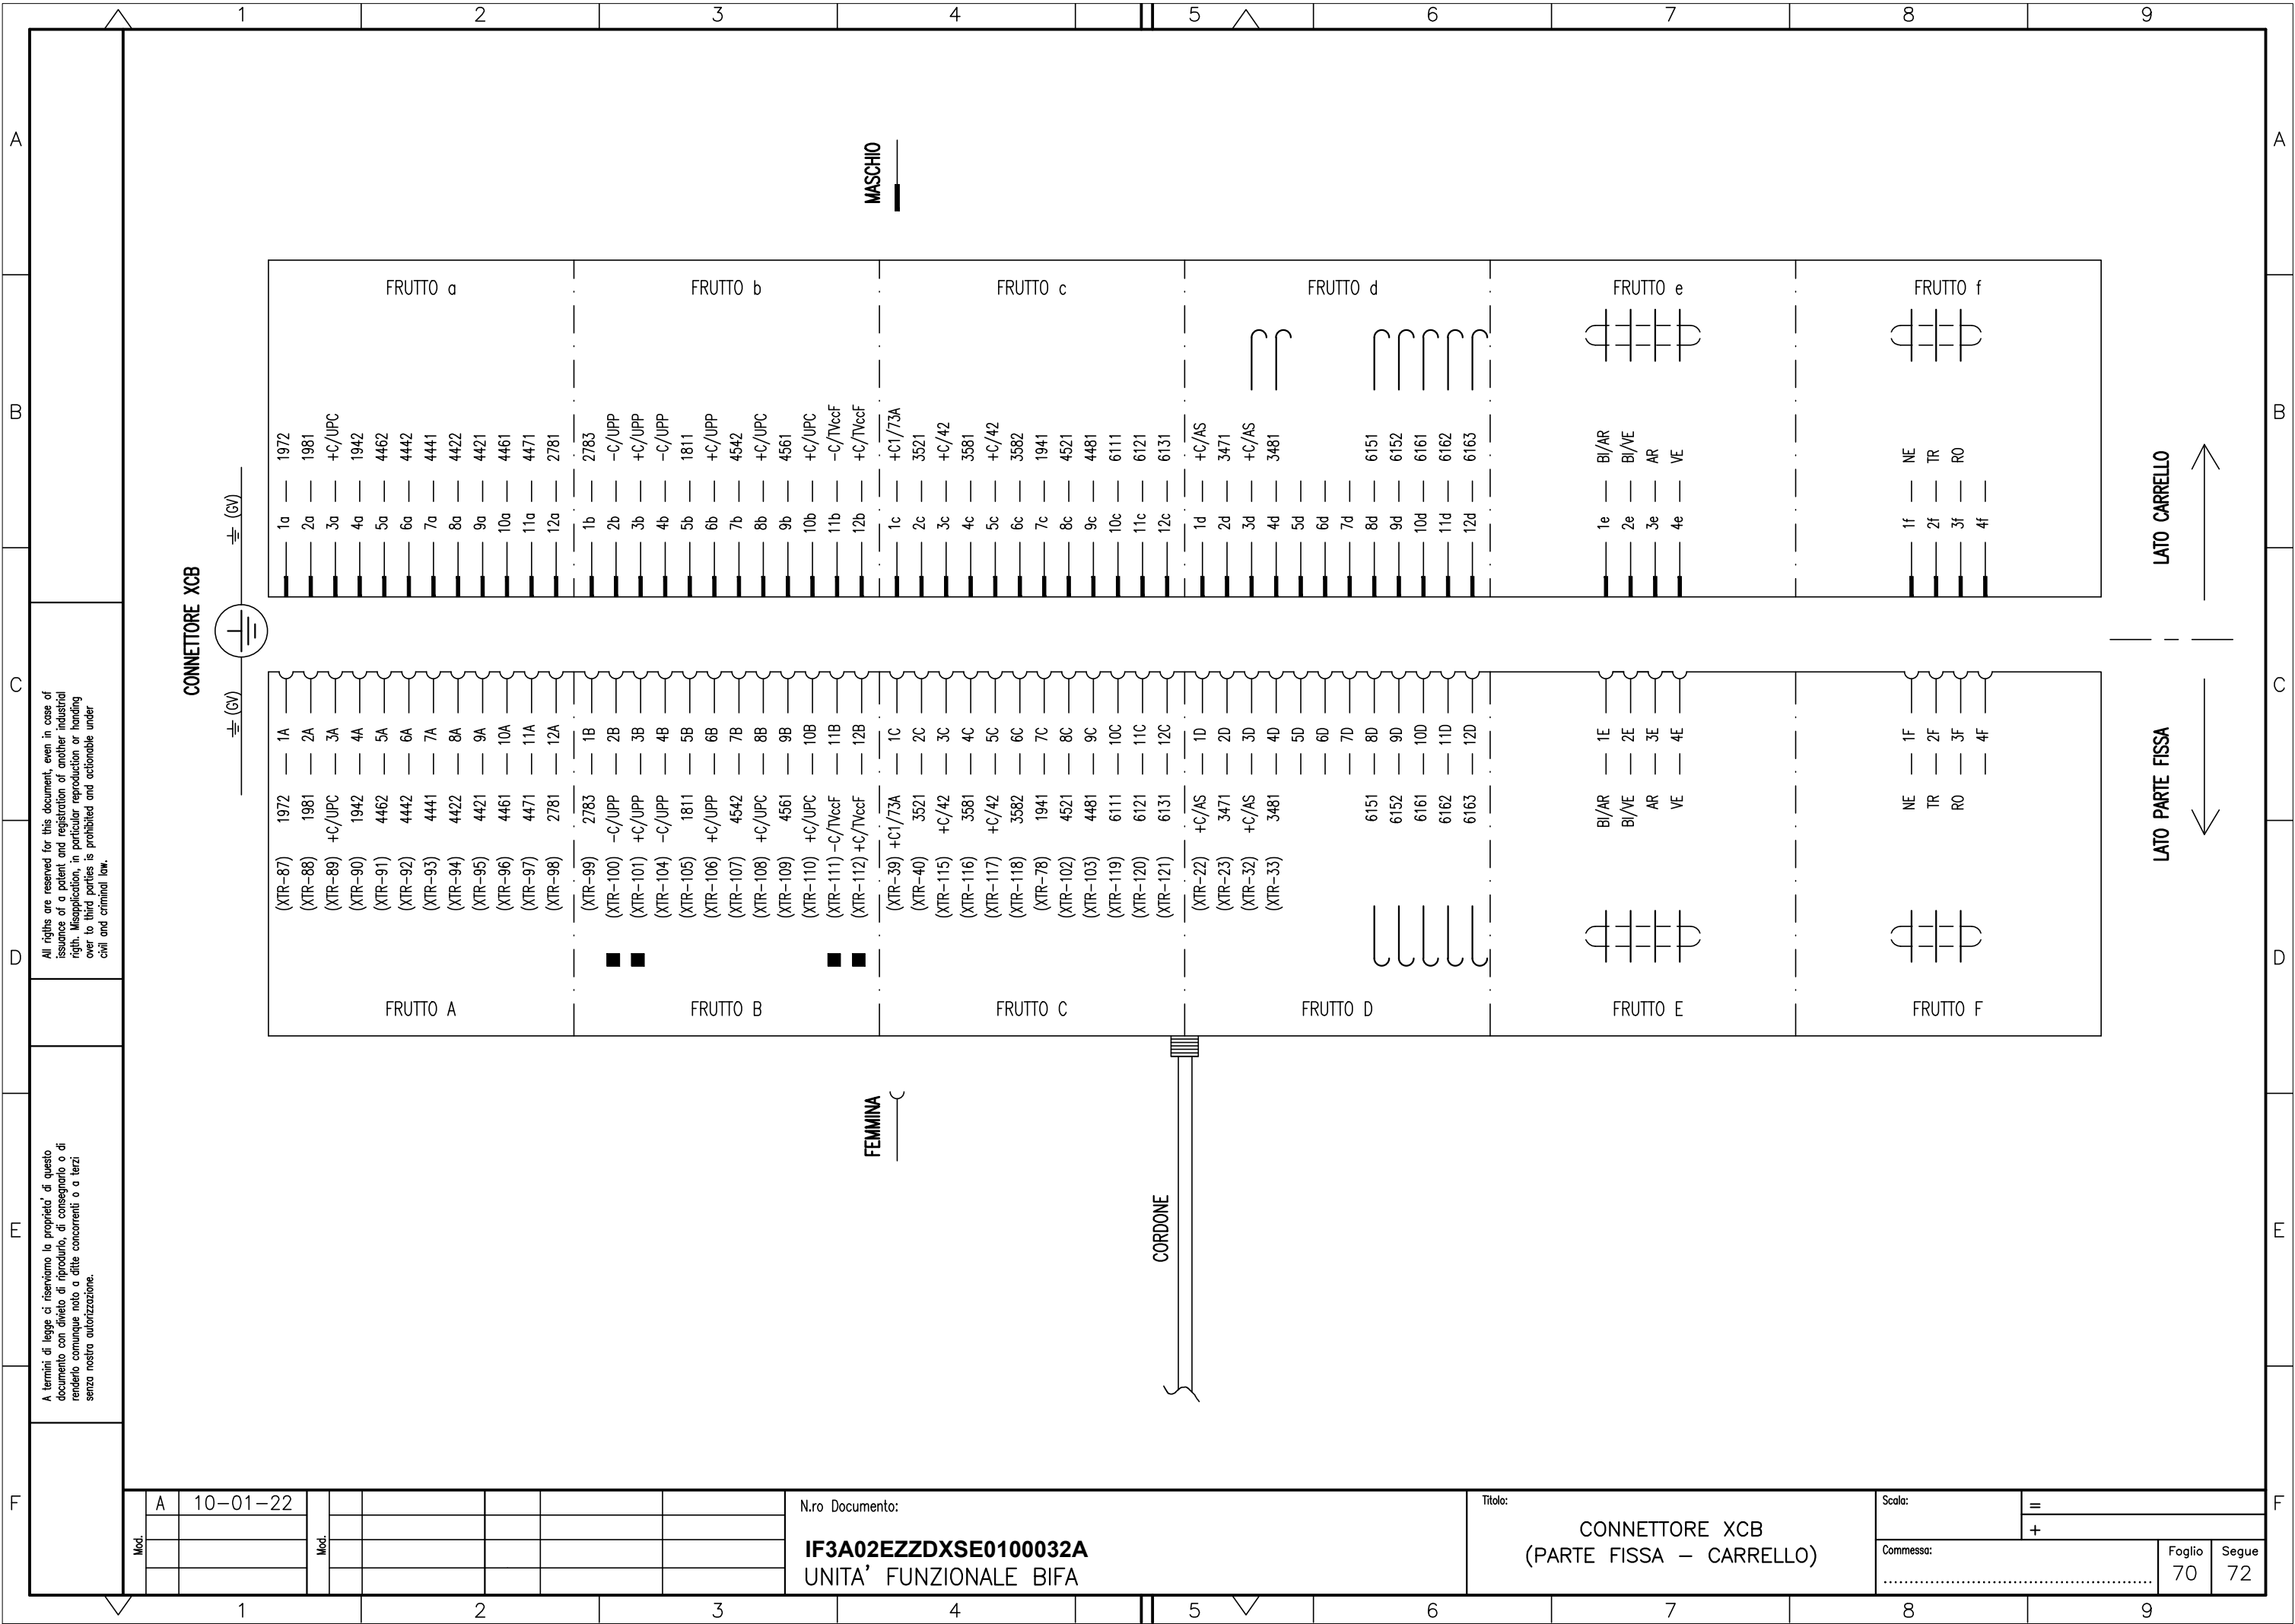 1 2 3 4 5 6 7 8 9
A A
B B
C C
D D
E E
F F
MASCHIO
CONNETTORE XCB
(GV)
(GV)
FRUTTO a FRUTTO b FRUTTO c FRUTTO d FRUTTO e FRUTTO f
1972 1981 +C/UPC 1942 4462 4442 4441 4422 4421 4461 4471 2781 2783 -C/UPP +C/UPP -C/UPP 1811 +C/UPP 4542 +C/UPC 4561 +C/UPC -C/TVccF +C/TVccF +C1/73A 3521 +C/42 3581 +C/42 3582 1941 4521 4481 6111 6121 6131 +C/AS 3471 +C/AS 3481 6151 6152 6161 6162 6163 BI/AR BI/VE AR VE NE TR RO
1a 2a 3a 4a 5a 6a 7a 8a 9a 10a 11a 12a 1b 2b 3b 4b 5b 6b 7b 8b 9b 10b 11b 12b 1c 2c 3c 4c 5c 6c 7c 8c 9c 10c 11c 12c 1d 2d 3d 4d 5d 6d 7d 8d 9d 10d 11d 12d 1e 2e 3e 4e 1f 2f 3f 4f
LATO CARRELLO
1A 2A 3A 4A 5A 6A 7A 8A 9A 10A 11A 12A 1B 2B 3B 4B 5B 6B 7B 8B 9B 10B 11B 12B 1C 2C 3C 4C 5C 6C 7C 8C 9C 10C 11C 12C 1D 2D 3D 4D 5D 6D 7D 8D 9D 10D 11D 12D 1E 2E 3E 4E 1F 2F 3F 4F
1972 1981 +C/UPC 1942 4462 4442 4441 4422 4421 4461 4471 2781 2783 -C/UPP +C/UPP -C/UPP 1811 +C/UPP 4542 +C/UPC 4561 +C/UPC -C/TVccF +C/TVccF +C1/73A 3521 +C/42 3581 +C/42 3582 1941 4521 4481 6111 6121 6131 +C/AS 3471 +C/AS 3481 6151 6152 6161 6162 6163 BI/AR BI/VE AR VE NE TR RO
(XTR-87) (XTR-88) (XTR-89) (XTR-90) (XTR-91) (XTR-92) (XTR-93) (XTR-94) (XTR-95) (XTR-96) (XTR-97) (XTR-98) (XTR-99) (XTR-100) (XTR-101) (XTR-104) (XTR-105) (XTR-106) (XTR-107) (XTR-108) (XTR-109) (XTR-110) (XTR-111) (XTR-112) (XTR-39) (XTR-40) (XTR-115) (XTR-116) (XTR-117) (XTR-118) (XTR-78) (XTR-102) (XTR-103) (XTR-119) (XTR-120) (XTR-121) (XTR-22) (XTR-23) (XTR-32) (XTR-33)
LATO PARTE FISSA
FRUTTO A FRUTTO B FRUTTO C FRUTTO D FRUTTO E FRUTTO F
FEMMINA
CORDONE
All rigths are reserved for this document, even in case of
issuance of a patent and registration of another industrial
rigth. Misapplication, in particular reproduction or handing
over to third parties is prohibited and actionable under
civil and criminal law.
A termini di legge ci riserviamo la proprieta' di questo
documento con divieto di riprodurlo, di consegnarlo o di
renderlo comunque noto a ditte concorrenti o a terzi
senza nostra autorizzazione.
Mod.
A 10-01-22
Mod.
N.ro Documento:
IF3A02EZZDXSE0100032A
UNITA' FUNZIONALE BIFA
Titolo:
CONNETTORE XCB
(PARTE FISSA - CARRELLO)
Scala:
=
+
Commessa:
Foglio
70
Segue
72
1 2 3 4 5 6 7 8 9